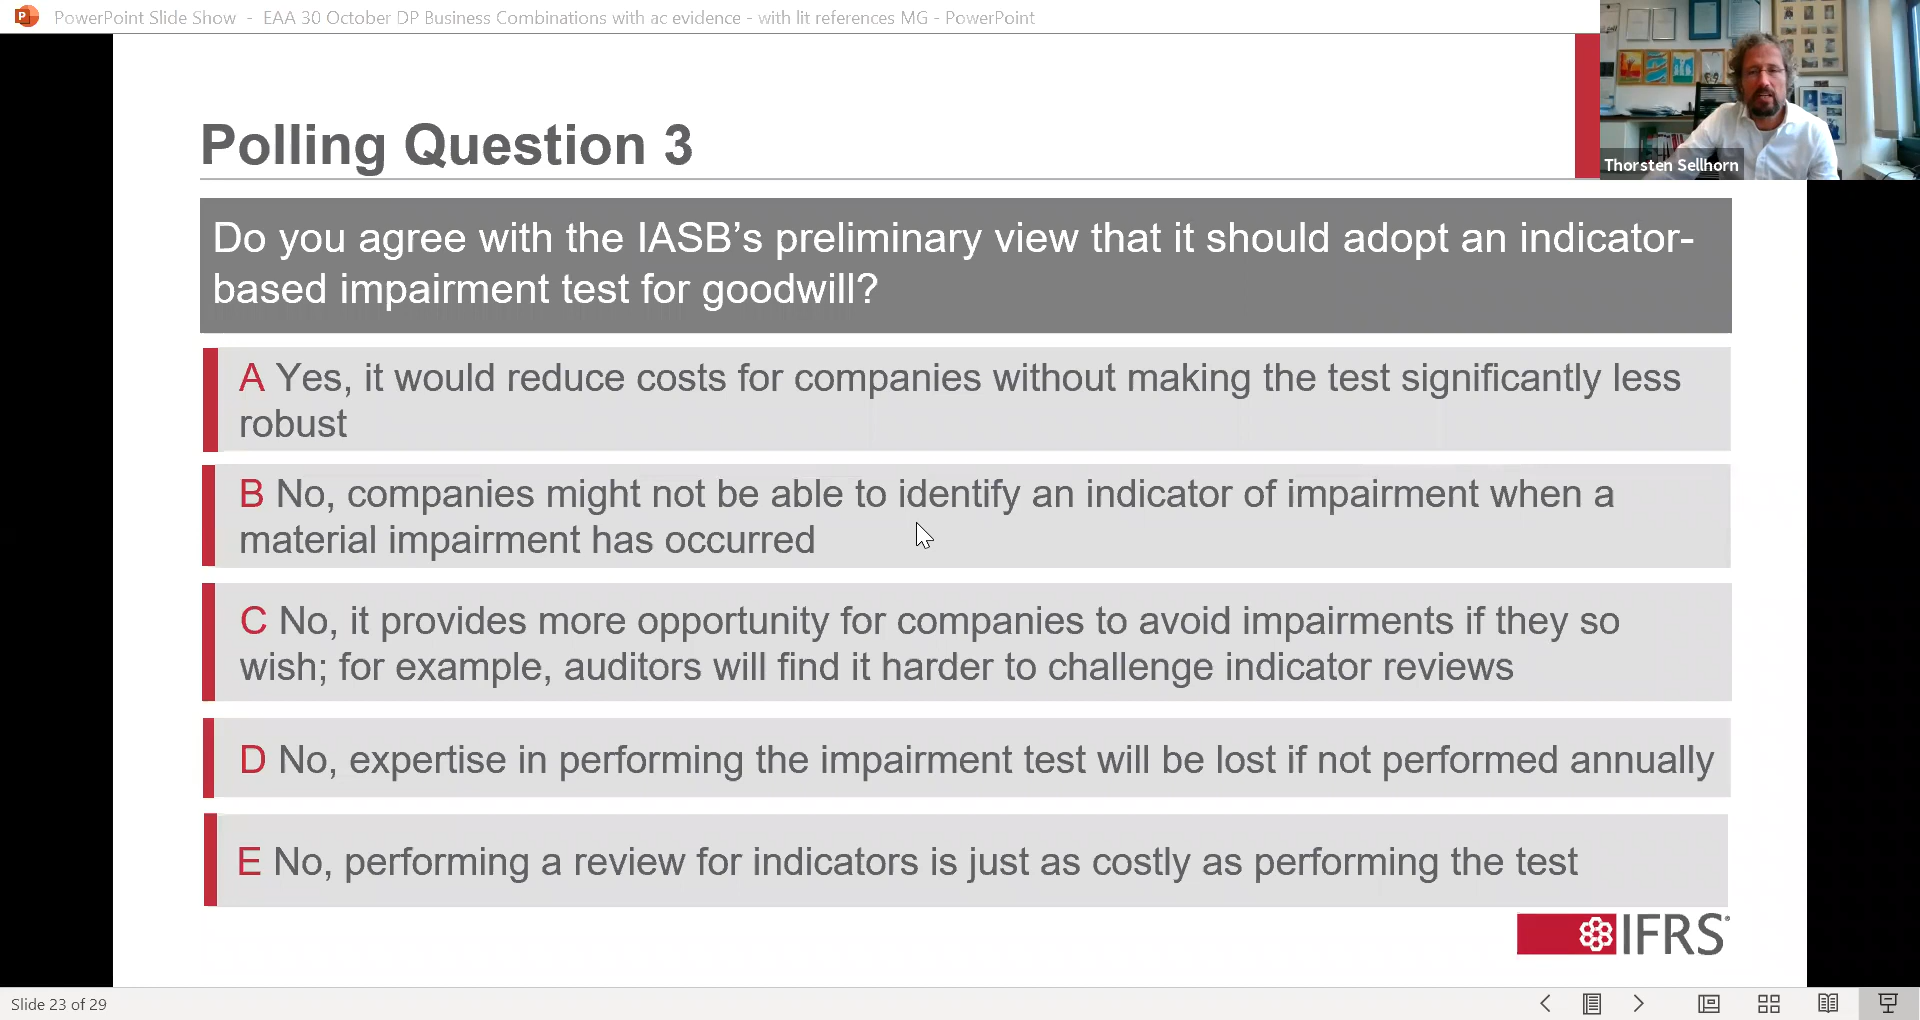 PowerPoint Slide Show - EAA 30 October DP Business Combinations with ac evidence - with lit references MG - PowerPoint
Thorsten Sellhorn
Polling Question 3
Do you agree with the IASB’s preliminary view that it should adopt an indicator-
based impairment test for goodwill?
A Yes, it would reduce costs for companies without making the test significantly less
robust
B No, companies might not be able to identify an indicator of impairment when a
material impairment has occurred
C No, it provides more opportunity for companies to avoid impairments if they so
wish; for example, auditors will find it harder to challenge indicator reviews
D No, expertise in performing the impairment test will be lost if not performed annually
E No, performing a review for indicators is just as costly as performing the test
IFRS®
Slide 23 of 29